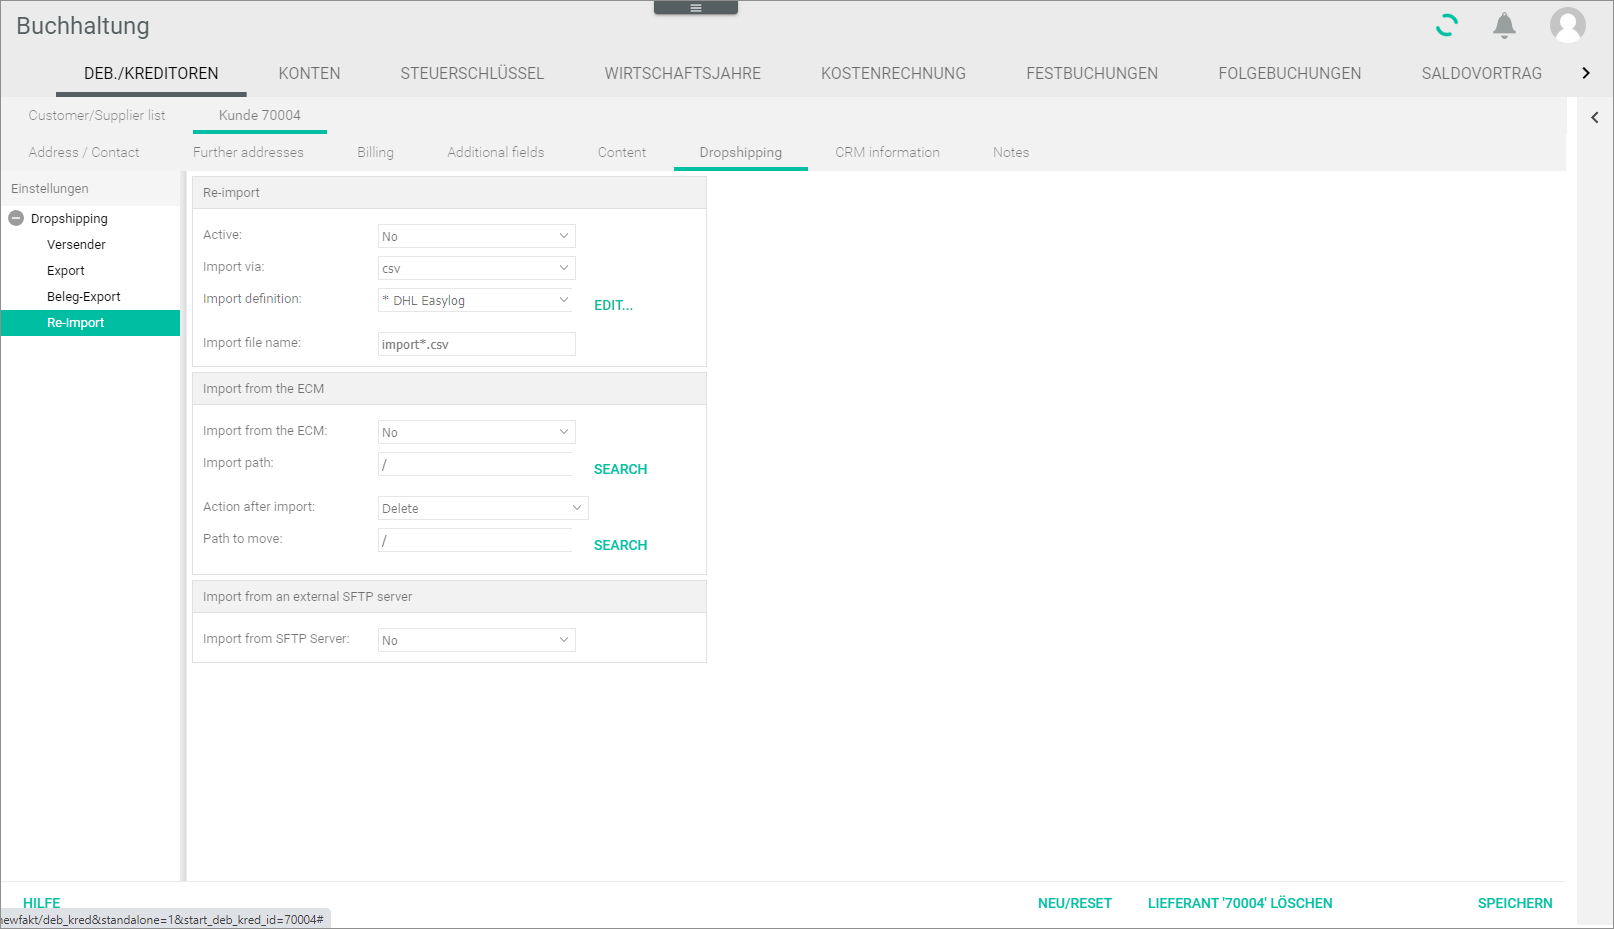 Buchhaltung
DEB./KREDITOREN KONTEN STEUERSCHLÜSSEL WIRTSCHAFTSJAHRE KOSTENRECHNUNG FESTBUCHUNGEN FOLGEBUCHUNGEN SALDOVORTRAG
Customer/Supplier list Kunde 70004
Address / Contact Further addresses Billing Additional fields Content Dropshipping CRM information Notes
Einstellungen
Dropshipping
Versender
Export
Beleg-Export
Re-Import
Re-import
Active: No
Import via: csv
Import definition: * DHL Easylog EDIT...
Import file name: import*.csv
Import from the ECM
Import from the ECM: No
Import path: / SEARCH
Action after import: Delete
Path to move: / SEARCH
Import from an external SFTP server
Import from SFTP Server: No
HILFE NEU/RESET LIEFERANT '70004' LÖSCHEN SPEICHERN
newfakt/deb_kred&standalone=1&start_deb_kred_id=70004#